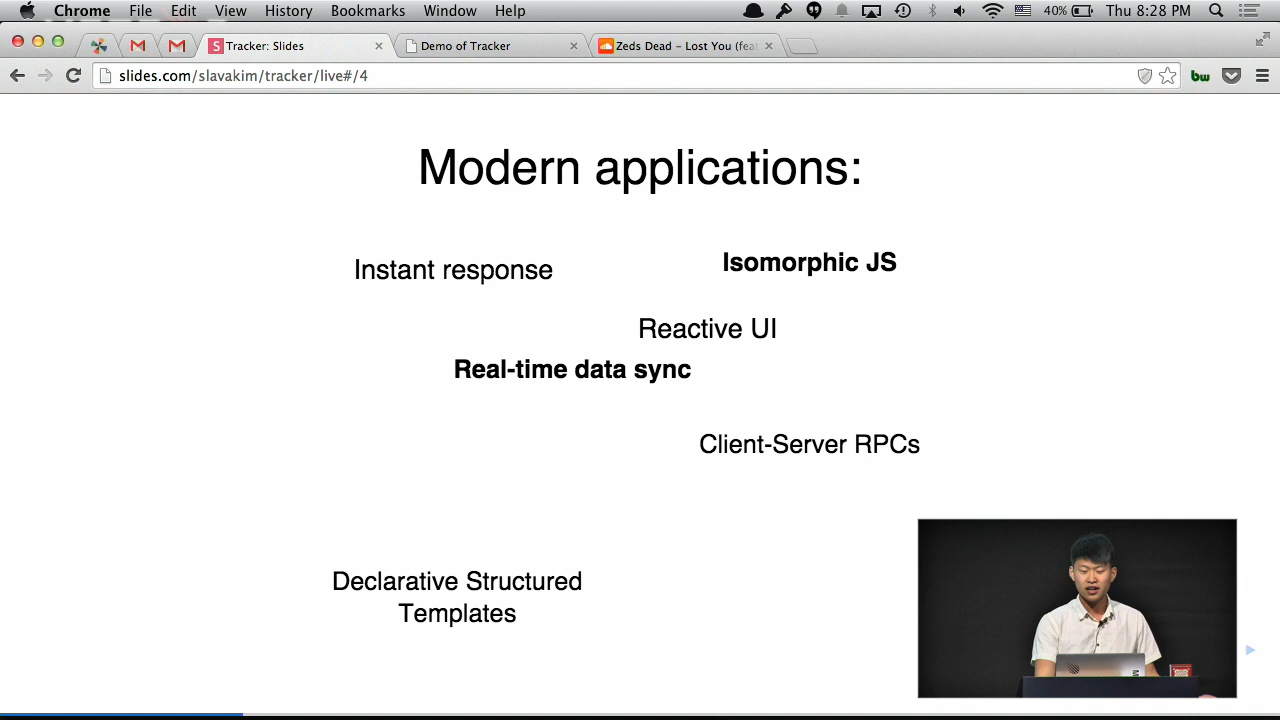 Chrome File Edit View History Bookmarks Window Help 40% Thu 8:28 PM
Tracker: Slides
Demo of Tracker
Zeds Dead – Lost You (fea
slides.com/slavakim/tracker/live#/4
bw
Modern applications:
Instant response
Isomorphic JS
Reactive UI
Real-time data sync
Client-Server RPCs
Declarative Structured
Templates